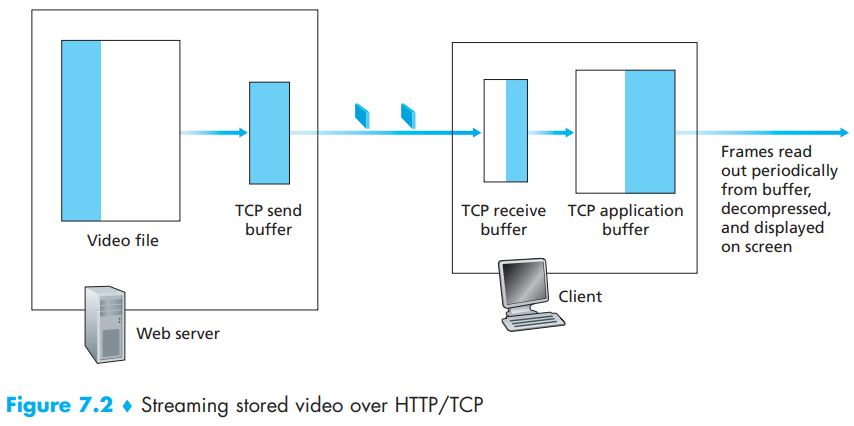 Video file
TCP send
buffer
Web server
TCP receive
buffer
TCP application
buffer
Client
Frames read
out periodically
from buffer,
decompressed,
and displayed
on screen
Figure 7.2 ♦ Streaming stored video over HTTP/TCP